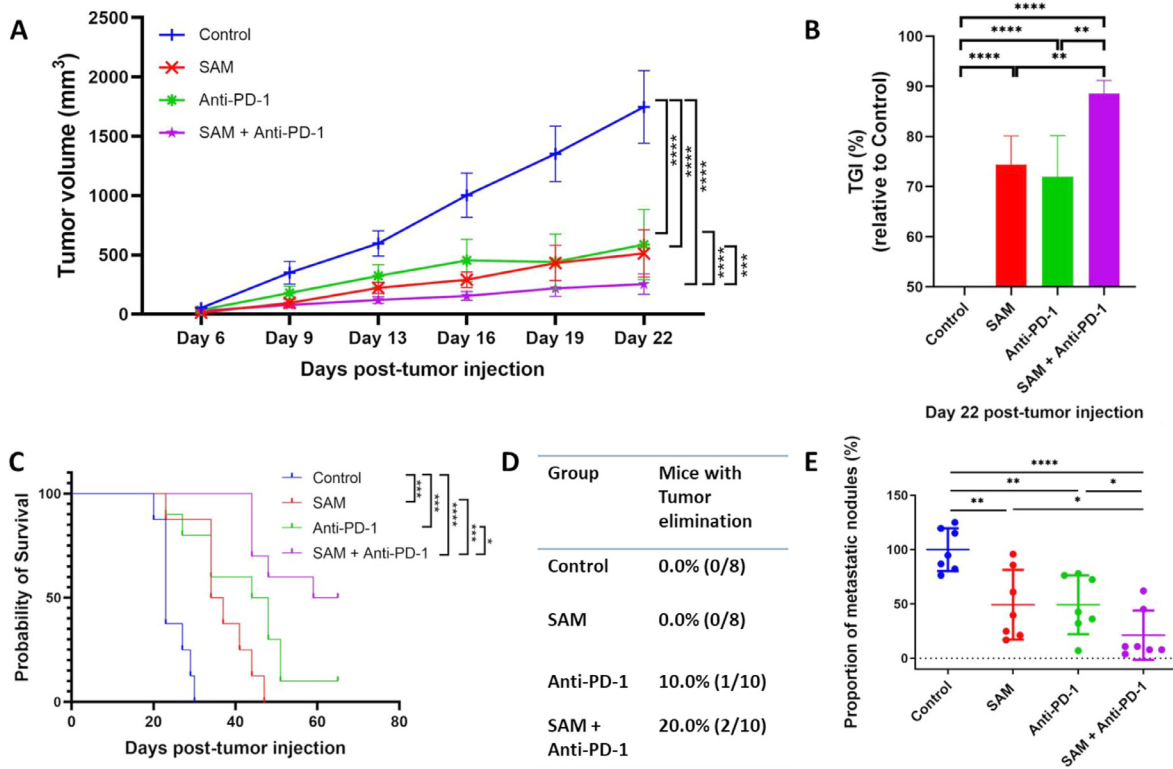 A
Control
SAM
Anti-PD-1
SAM + Anti-PD-1
Tumor volume (mm³)
2500
2000
1500
1000
500
0
Day 6
Day 9
Day 13
Day 16
Day 19
Day 22
Days post-tumor injection
****
****
****
****
***
B
****
****
**
****
**
TGI (%)
(relative to Control)
100
90
80
70
60
50
Control
SAM
Anti-PD-1
SAM + Anti-PD-1
Day 22 post-tumor injection
C
Control
SAM
Anti-PD-1
SAM + Anti-PD-1
***
***
****
***
*
Probability of Survival
100
50
0
0
20
40
60
80
Days post-tumor injection
D
Group
Mice with
Tumor
elimination
Control
0.0% (0/8)
SAM
0.0% (0/8)
Anti-PD-1
10.0% (1/10)
SAM +
Anti-PD-1
20.0% (2/10)
E
****
**
*
**
*
Proportion of metastatic nodules (%)
150
100
50
0
Control
SAM
Anti-PD-1
SAM + Anti-PD-1